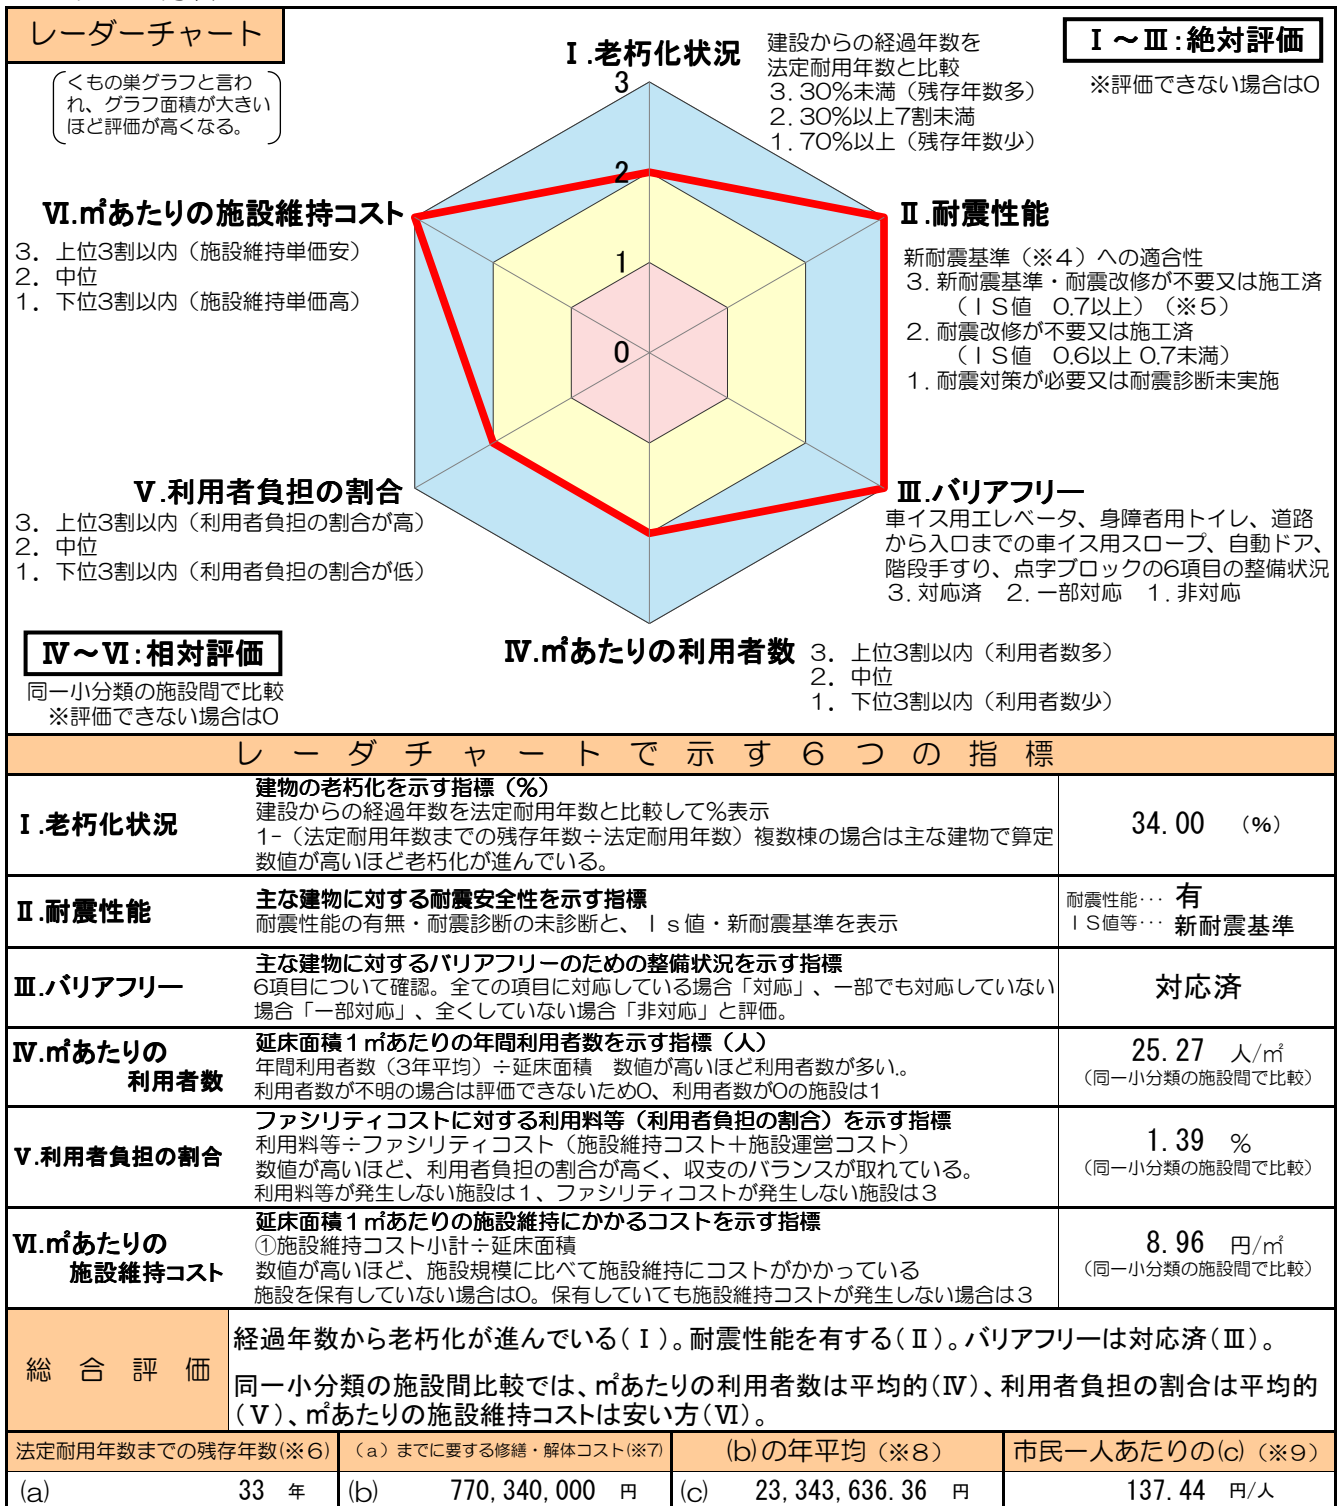 レーダーチャート
くもの巣グラフと言わ
れ、グラフ面積が大きい
ほど評価が高くなる。
Ⅰ～Ⅲ:絶対評価
※評価できない場合は0
Ⅰ.老朽化状況
建設からの経過年数を
法定耐用年数と比較
3. 30%未満（残存年数多）
2. 30%以上7割未満
1. 70%以上（残存年数少）
3
2
1
0
Ⅵ.㎡あたりの施設維持コスト
3. 上位3割以内（施設維持単価安）
2. 中位
1. 下位3割以内（施設維持単価高）
Ⅱ.耐震性能
新耐震基準（※4）への適合性
3. 新耐震基準・耐震改修が不要又は施工済
（ＩＳ値 0.7以上）（※5）
2. 耐震改修が不要又は施工済
（ＩＳ値 0.6以上 0.7未満）
1. 耐震対策が必要又は耐震診断未実施
Ⅴ.利用者負担の割合
3. 上位3割以内（利用者負担の割合が高）
2. 中位
1. 下位3割以内（利用者負担の割合が低）
Ⅲ.バリアフリー
車イス用エレベータ、身障者用トイレ、道路
から入口までの車イス用スロープ、自動ドア、
階段手すり、点字ブロックの6項目の整備状況
3. 対応済 2. 一部対応 1. 非対応
Ⅳ～Ⅵ:相対評価
同一小分類の施設間で比較
※評価できない場合は0
Ⅳ.㎡あたりの利用者数
3. 上位3割以内（利用者数多）
2. 中位
1. 下位3割以内（利用者数少）
レーダチャートで示す6つの指標
Ⅰ.老朽化状況
建物の老朽化を示す指標（%）
建設からの経過年数を法定耐用年数と比較して%表示
1-（法定耐用年数までの残存年数÷法定耐用年数）複数棟の場合は主な建物で算定
数値が高いほど老朽化が進んでいる。
34.00 （%）
Ⅱ.耐震性能
主な建物に対する耐震安全性を示す指標
耐震性能の有無・耐震診断の未診断と、Ｉｓ値・新耐震基準を表示
耐震性能･･･ 有
ＩＳ値等･･･ 新耐震基準
Ⅲ.バリアフリー
主な建物に対するバリアフリーのための整備状況を示す指標
6項目について確認。全ての項目に対応している場合「対応」、一部でも対応していない
場合「一部対応」、全くしていない場合「非対応」と評価。
対応済
Ⅳ.㎡あたりの
利用者数
延床面積１㎡あたりの年間利用者数を示す指標（人）
年間利用者数（3年平均）÷延床面積 数値が高いほど利用者数が多い。
利用者数が不明の場合は評価できないため0、利用者数が0の施設は1
25.27 人/㎡
（同一小分類の施設間で比較）
Ⅴ.利用者負担の割合
ファシリティコストに対する利用料等（利用者負担の割合）を示す指標
利用料等÷ファシリティコスト（施設維持コスト＋施設運営コスト）
数値が高いほど、利用者負担の割合が高く、収支のバランスが取れている。
利用料等が発生しない施設は１、ファシリティコストが発生しない施設は３
1.39 %
（同一小分類の施設間で比較）
Ⅵ.㎡あたりの
施設維持コスト
延床面積１㎡あたりの施設維持にかかるコストを示す指標
①施設維持コスト小計÷延床面積
数値が高いほど、施設規模に比べて施設維持にコストがかかっている
施設を保有していない場合は0。保有していても施設維持コストが発生しない場合は３
8.96 円/㎡
（同一小分類の施設間で比較）
総合評価
経過年数から老朽化が進んでいる(Ⅰ)。耐震性能を有する(Ⅱ)。バリアフリーは対応済(Ⅲ)。
同一小分類の施設間比較では、㎡あたりの利用者数は平均的(Ⅳ)、利用者負担の割合は平均的
(Ⅴ)、㎡あたりの施設維持コストは安い方(Ⅵ)。
法定耐用年数までの残存年数(※6)
（a）までに要する修繕・解体コスト(※7)
(b)の年平均（※8）
市民一人あたりの(c)（※9）
(a) 33 年
(b) 770,340,000 円
(c) 23,343,636.36 円
137.44 円/人